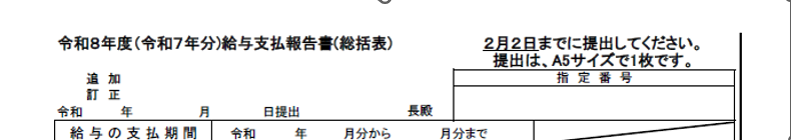 令和8年度(令和7年分)給与支払報告書(総括表)
2月2日までに提出してください。
提出は、A5サイズで1枚です。
追 加
指 定 番 号
訂 正
令和 年 月 日提出 長殿
給 与 の 支 払 期 間 令和 年 月分から 月分まで